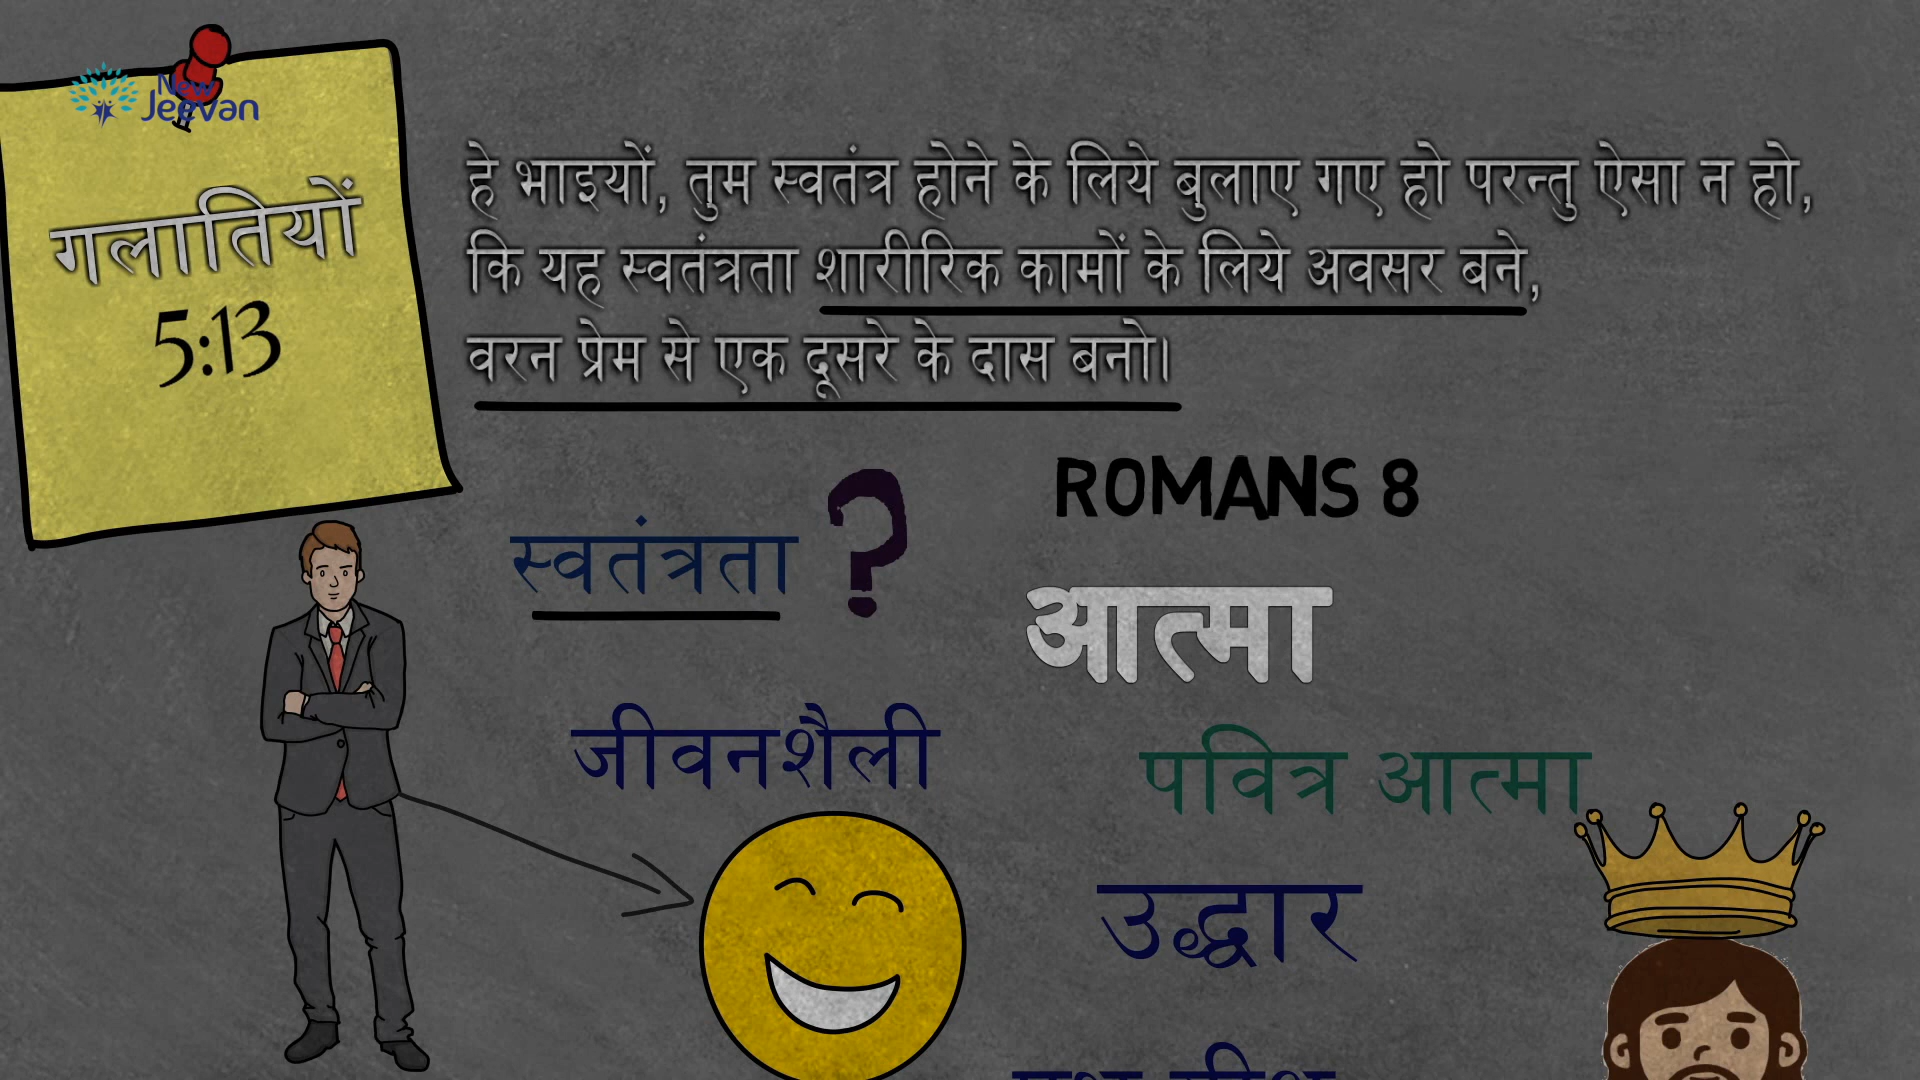 New
Jeevan
गलातियों
5:13
हे भाइयों, तुम स्वतंत्र होने के लिये बुलाए गए हो परन्तु ऐसा न हो,
कि यह स्वतंत्रता शारीरिक कामों के लिये अवसर बने,
वरन प्रेम से एक दूसरे के दास बनो।
स्वतंत्रता ?
ROMANS 8
आत्मा
जीवनशैली
पवित्र आत्मा
उद्धार